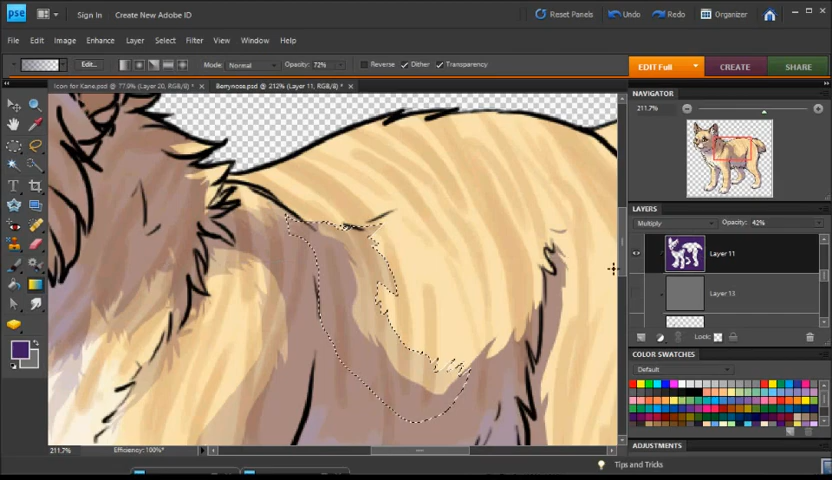 pse
Sign In
Create New Adobe ID
Reset Panels
Undo
Redo
Organizer
File Edit Image Enhance Layer Select Filter View Window Help
Edit...
Mode: Normal
Opacity: 72%
Reverse
Dither
Transparency
EDIT Full
CREATE
SHARE
Icon for Kane.psd @ 77.9% (Layer 20, RGB/8) *
Berrynose.psd @ 212% (Layer 11, RGB/8) *
NAVIGATOR
211.7%
LAYERS
Multiply
Opacity: 42%
Layer 11
Layer 13
Lock:
COLOR SWATCHES
Default
ADJUSTMENTS
211.7%
Efficiency: 100%*
Tips and Tricks